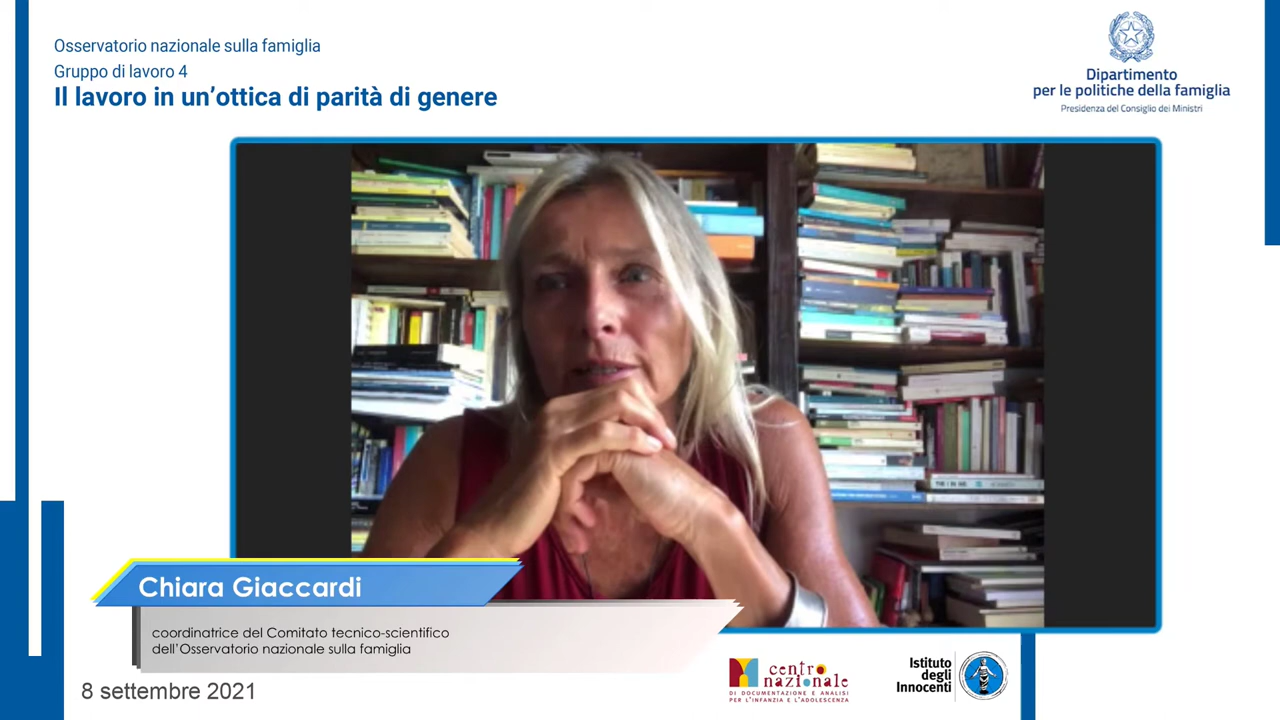 Osservatorio nazionale sulla famiglia
Gruppo di lavoro 4
Il lavoro in un’ottica di parità di genere
Dipartimento
per le politiche della famiglia
Presidenza del Consiglio dei Ministri
Chiara Giaccardi
coordinatrice del Comitato tecnico-scientifico
dell’Osservatorio nazionale sulla famiglia
8 settembre 2021
centro
nazionale
DI DOCUMENTAZIONE E ANALISI
PER L’INFANZIA E L’ADOLESCENZA
Istituto
degli
Innocenti